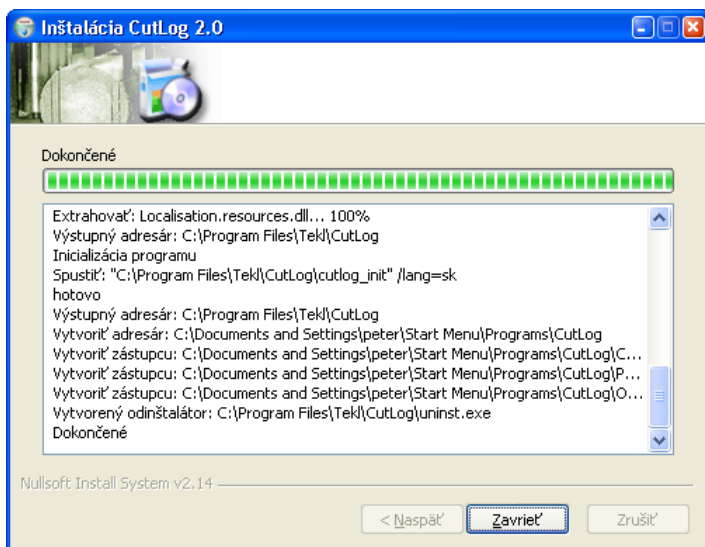 Inštalácia CutLog 2.0
Dokončené
Extrahovať: Localisation.resources.dll... 100%
Výstupný adresár: C:\Program Files\Tekl\CutLog
Inicializácia programu
Spustiť: "C:\Program Files\Tekl\CutLog\cutlog_init" /lang=sk
hotovo
Výstupný adresár: C:\Program Files\Tekl\CutLog
Vytvoriť adresár: C:\Documents and Settings\peter\Start Menu\Programs\CutLog
Vytvoriť zástupcu: C:\Documents and Settings\peter\Start Menu\Programs\CutLog\C...
Vytvoriť zástupcu: C:\Documents and Settings\peter\Start Menu\Programs\CutLog\P...
Vytvoriť zástupcu: C:\Documents and Settings\peter\Start Menu\Programs\CutLog\O...
Vytvorený odinštalátor: C:\Program Files\Tekl\CutLog\uninst.exe
Dokončené
Nullsoft Install System v2.14
< Naspäť Zavrieť Zrušiť